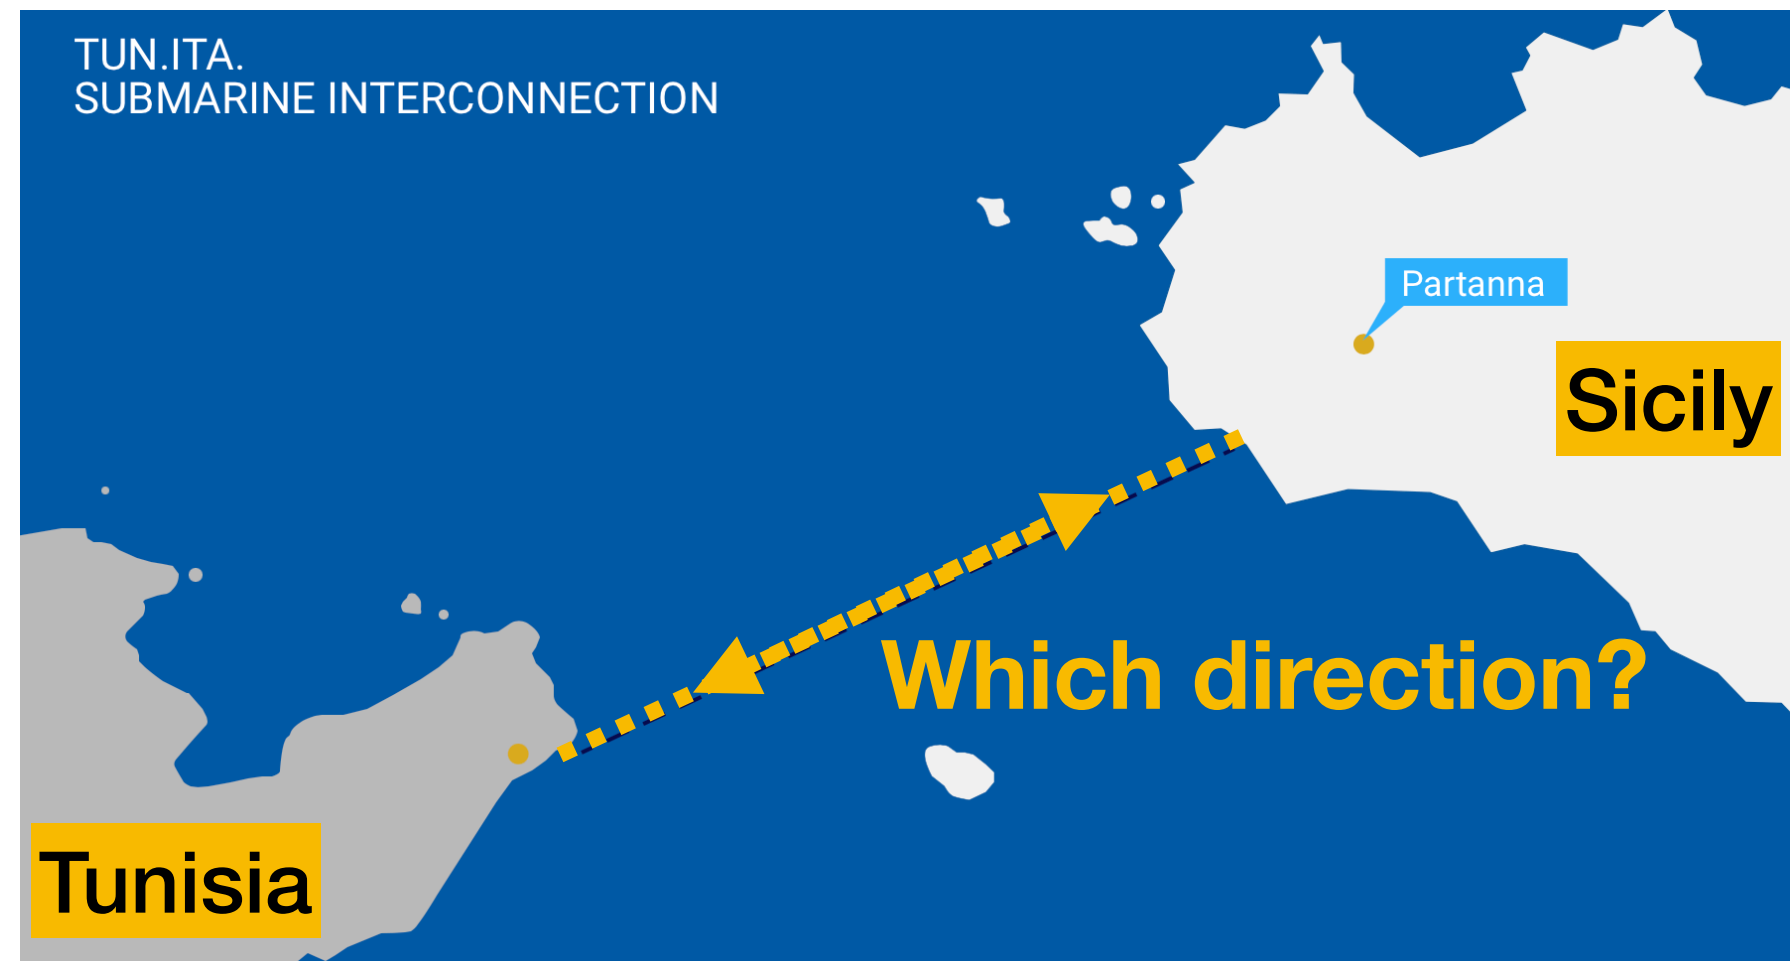 TUN.ITA.
SUBMARINE INTERCONNECTION
Partanna
Sicily
Which direction?
Tunisia